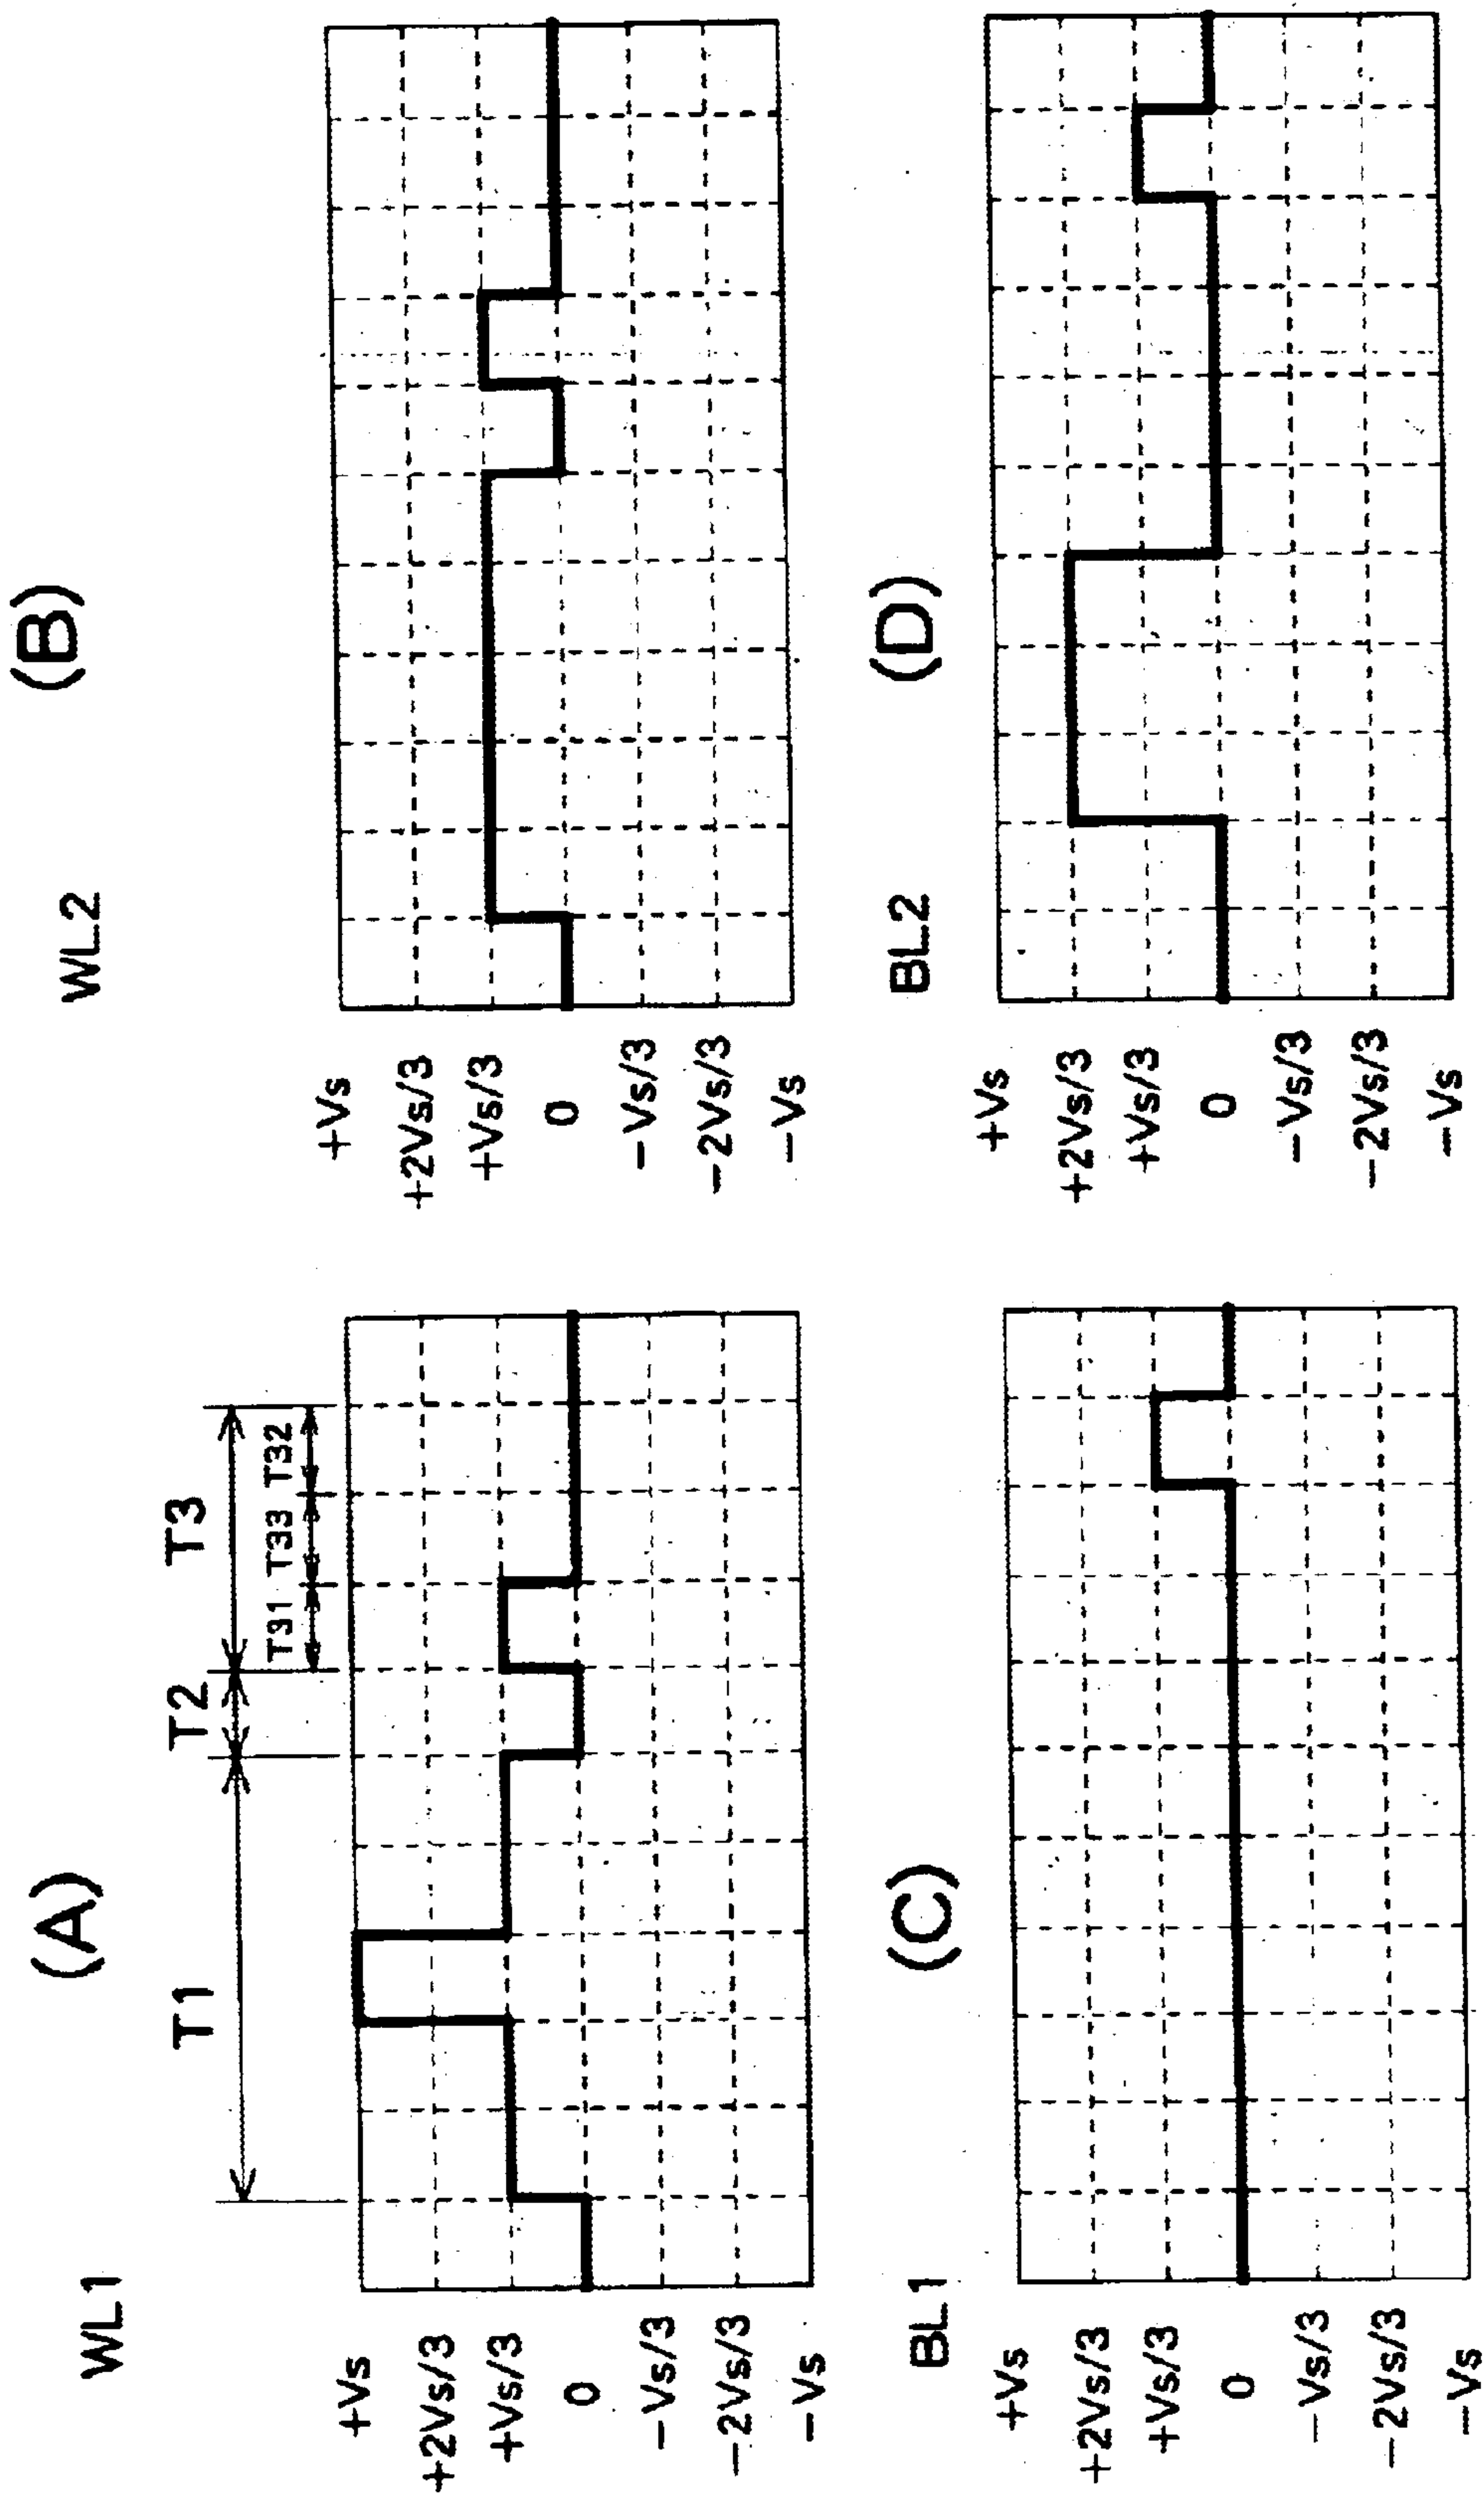 WL1 (A)
T1 T2 T3
T31 T33 T32
+Vs
+2Vs/3
+Vs/3
0
−Vs/3
−2Vs/3
−Vs
WL2 (B)
+Vs
+2Vs/3
+Vs/3
0
−Vs/3
−2Vs/3
−Vs
BL1 (C)
+Vs
+2Vs/3
+Vs/3
0
−Vs/3
−2Vs/3
−Vs
BL2 (D)
+Vs
+2Vs/3
+Vs/3
0
−Vs/3
−2Vs/3
−Vs